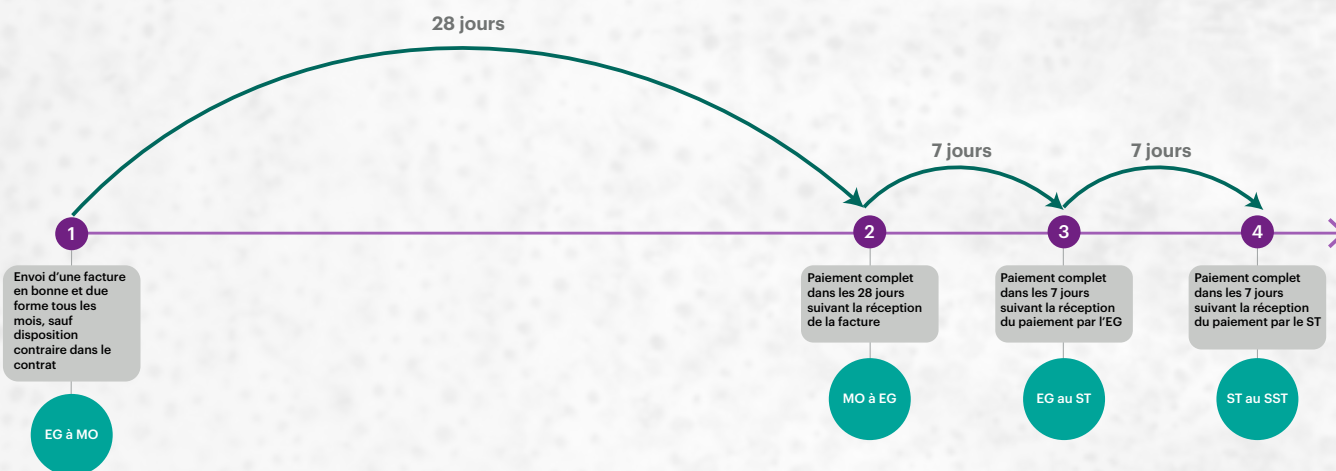 28 jours
7 jours
7 jours
1
2
3
4
Envoi d'une facture
en bonne et due
forme tous les
mois, sauf
disposition
contraire dans le
contrat
Paiement complet
dans les 28 jours
suivant la réception
de la facture
Paiement complet
dans les 7 jours
suivant la réception
du paiement par l'EG
Paiement complet
dans les 7 jours
suivant la réception
du paiement par le ST
EG à MO
MO à EG
EG au ST
ST au SST